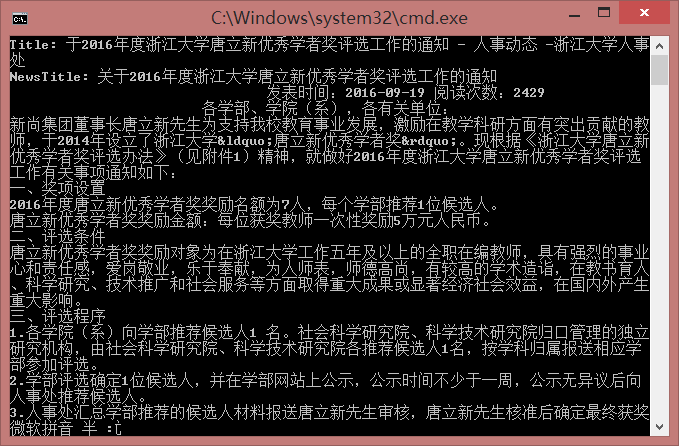 C:\Windows\system32\cmd.exe
Title: 于2016年度浙江大学唐立新优秀学者奖评选工作的通知 - 人事动态 -浙江大学人事
处
NewsTitle: 关于2016年度浙江大学唐立新优秀学者奖评选工作的通知
发表时间：2016-09-19 阅读次数：2429
各学部、学院（系），各有关单位：
新尚集团董事长唐立新先生为支持我校教育事业发展，激励在教学科研方面有突出贡献的教
师，于2014年设立了浙江大学&ldquo;唐立新优秀学者奖&rdquo;。现根据《浙江大学唐立新
优秀学者奖评选办法》（见附件1）精神，就做好2016年度浙江大学唐立新优秀学者奖评选
工作有关事项通知如下：
一、奖项设置
2016年度唐立新优秀学者奖奖励名额为7人，每个学部推荐1位候选人。
唐立新优秀学者奖奖励金额：每位获奖教师一次性奖励5万元人民币。
二、评选条件
唐立新优秀学者奖奖励对象为在浙江大学工作五年及以上的全职在编教师，具有强烈的事业
心和责任感，爱岗敬业，乐于奉献，为人师表，师德高尚，有较高的学术造诣，在教书育人
、科学研究、技术推广和社会服务等方面取得重大成果或显著经济社会效益，在国内外产生
重大影响。
三、评选程序
1.各学院（系）向学部推荐候选人1 名。社会科学研究院、科学技术研究院归口管理的独立
研究机构，由社会科学研究院、科学技术研究院各推荐候选人1名，按学科归属报送相应学
部参加评选。
2.学部评选确定1位候选人，并在学部网站上公示，公示时间不少于一周，公示无异议后向
人事处推荐候选人。
3.人事处汇总学部推荐的候选人材料报送唐立新先生审核，唐立新先生核准后确定最终获奖
微软拼音 半 :